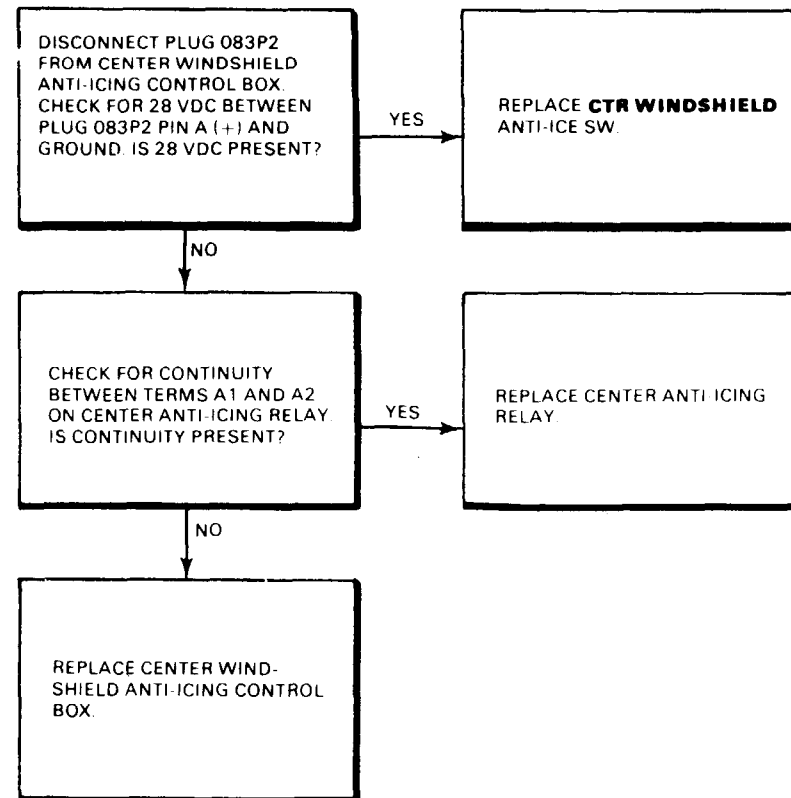 DISCONNECT PLUG 083P2
FROM CENTER WINDSHIELD
ANTI-ICING CONTROL BOX.
CHECK FOR 28 VDC BETWEEN
PLUG 083P2 PIN A (+) AND
GROUND. IS 28 VDC PRESENT?
YES
REPLACE CTR WINDSHIELD
ANTI-ICE SW.
NO
CHECK FOR CONTINUITY
BETWEEN TERMS A1 AND A2
ON CENTER ANTI-ICING RELAY.
IS CONTINUITY PRESENT?
YES
REPLACE CENTER ANTI-ICING
RELAY.
NO
REPLACE CENTER WIND-
SHIELD ANTI-ICING CONTROL
BOX.